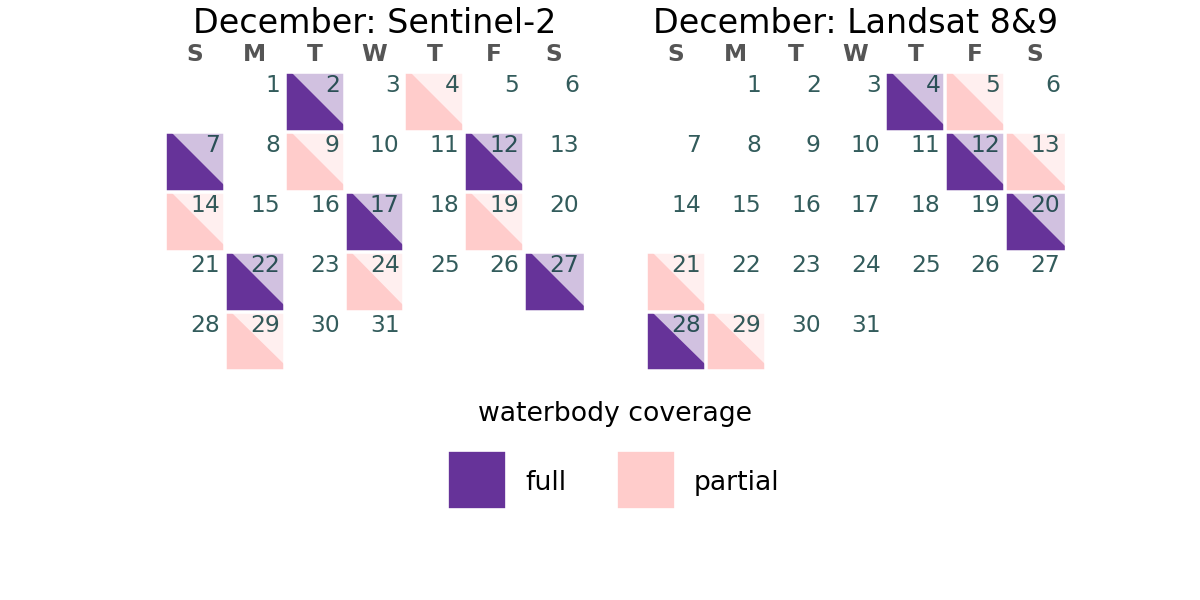 December: Sentinel-2
S M T W T F S
1 2 3 4 5 6
7 8 9 10 11 12 13
14 15 16 17 18 19 20
21 22 23 24 25 26 27
28 29 30 31
December: Landsat 8&9
S M T W T F S
1 2 3 4 5 6
7 8 9 10 11 12 13
14 15 16 17 18 19 20
21 22 23 24 25 26 27
28 29 30 31
waterbody coverage
full partial